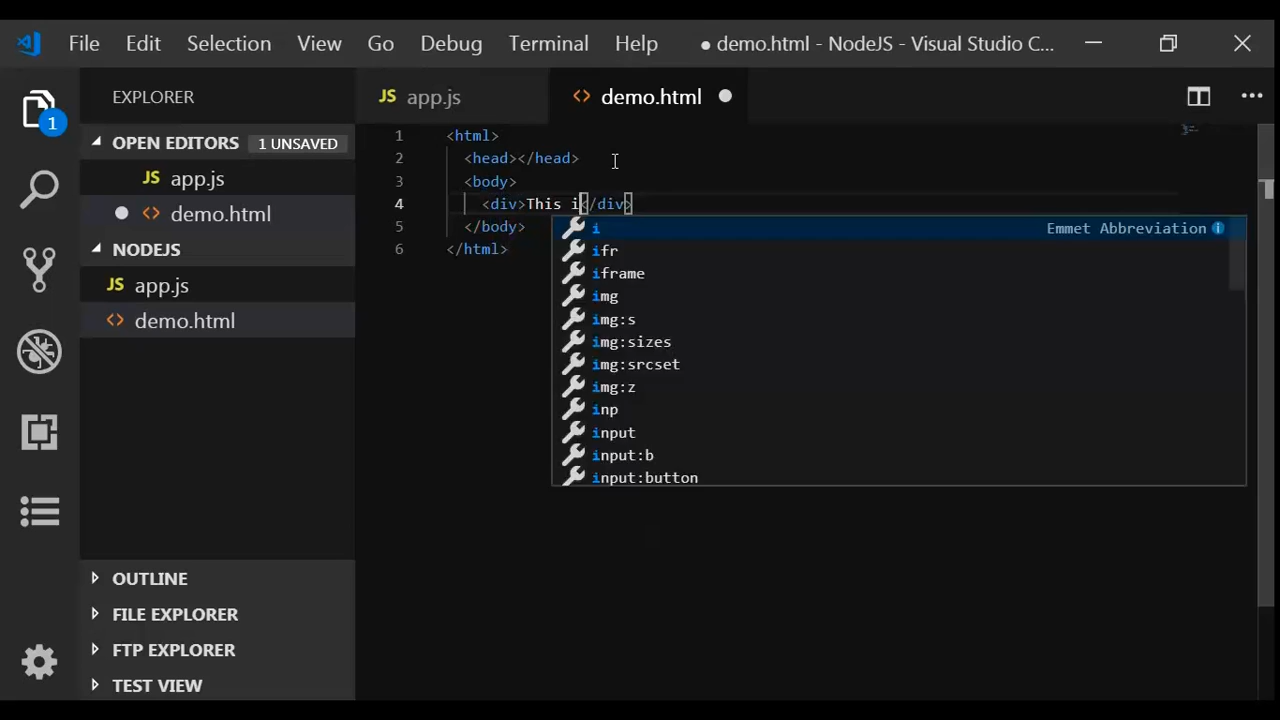 File Edit Selection View Go Debug Terminal Help ● demo.html - NodeJS - Visual Studio C...
EXPLORER
1
OPEN EDITORS 1 UNSAVED
JS app.js
<> demo.html
NODEJS
JS app.js
<> demo.html
OUTLINE
FILE EXPLORER
FTP EXPLORER
TEST VIEW
JS app.js <> demo.html
1 <html>
2 <head></head>
3 <body>
4 <div>This i</div>
5 </body>
6 </html>
i Emmet Abbreviation
ifr
iframe
img
img:s
img:sizes
img:srcset
img:z
inp
input
input:b
input:button